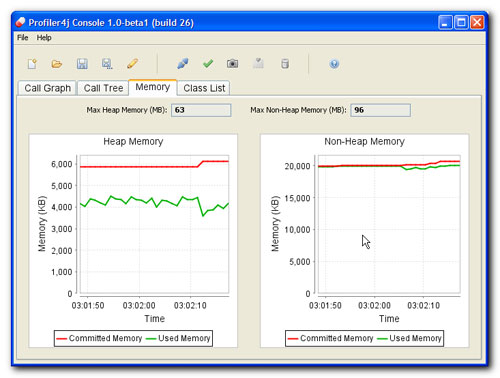 Profiler4j Console 1.0-beta1 (build 26)
File Help
Call Graph Call Tree Memory Class List
Max Heap Memory (MB): 63 Max Non-Heap Memory (MB): 96
Heap Memory
6,000
5,000
4,000
3,000
2,000
1,000
0
Memory (KB)
03:01:50 03:02:00 03:02:10
Time
Committed Memory Used Memory
Non-Heap Memory
20,000
15,000
10,000
5,000
0
Memory (KB)
03:01:50 03:02:00 03:02:10
Time
Committed Memory Used Memory